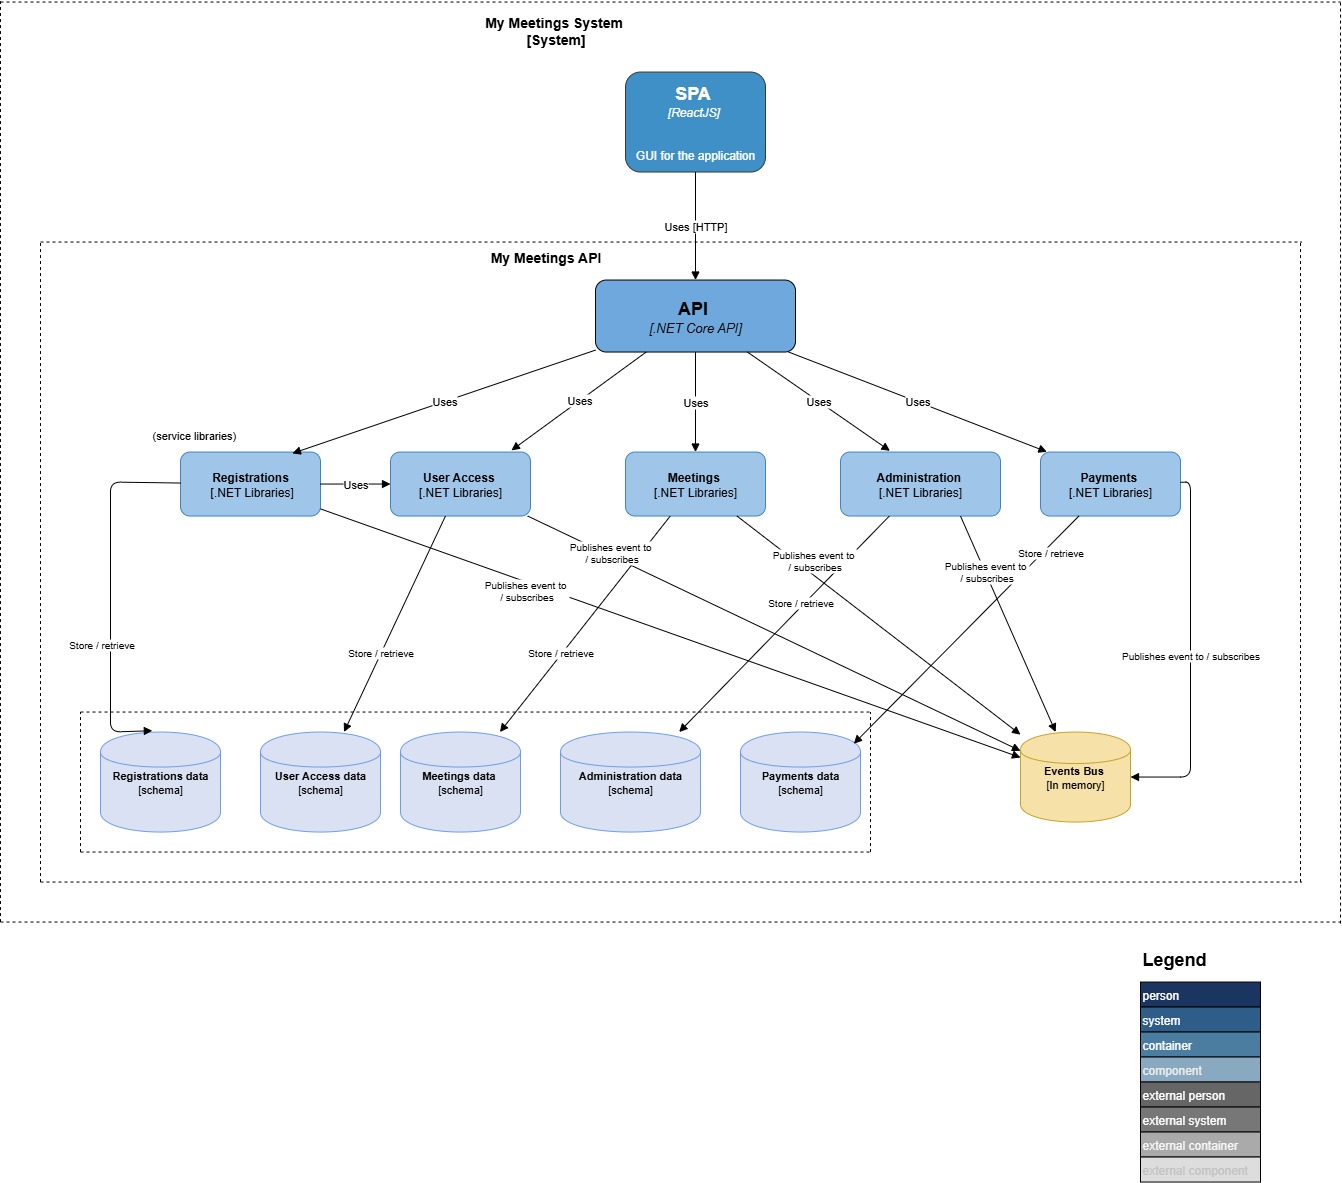 My Meetings System
[System]
SPA
[ReactJS]
GUI for the application
Uses [HTTP]
My Meetings API
API
[.NET Core API]
Uses
Uses
Uses
Uses
Uses
(service libraries)
Registrations
[.NET Libraries]
Uses
User Access
[.NET Libraries]
Meetings
[.NET Libraries]
Administration
[.NET Libraries]
Payments
[.NET Libraries]
Publishes event to
/ subscribes
Publishes event to
/ subscribes
Publishes event to
/ subscribes
Publishes event to
/ subscribes
Store / retrieve
Store / retrieve
Store / retrieve
Store / retrieve
Store / retrieve
Publishes event to / subscribes
Registrations data
[schema]
User Access data
[schema]
Meetings data
[schema]
Administration data
[schema]
Payments data
[schema]
Events Bus
[In memory]
Legend
person
system
container
component
external person
external system
external container
external component